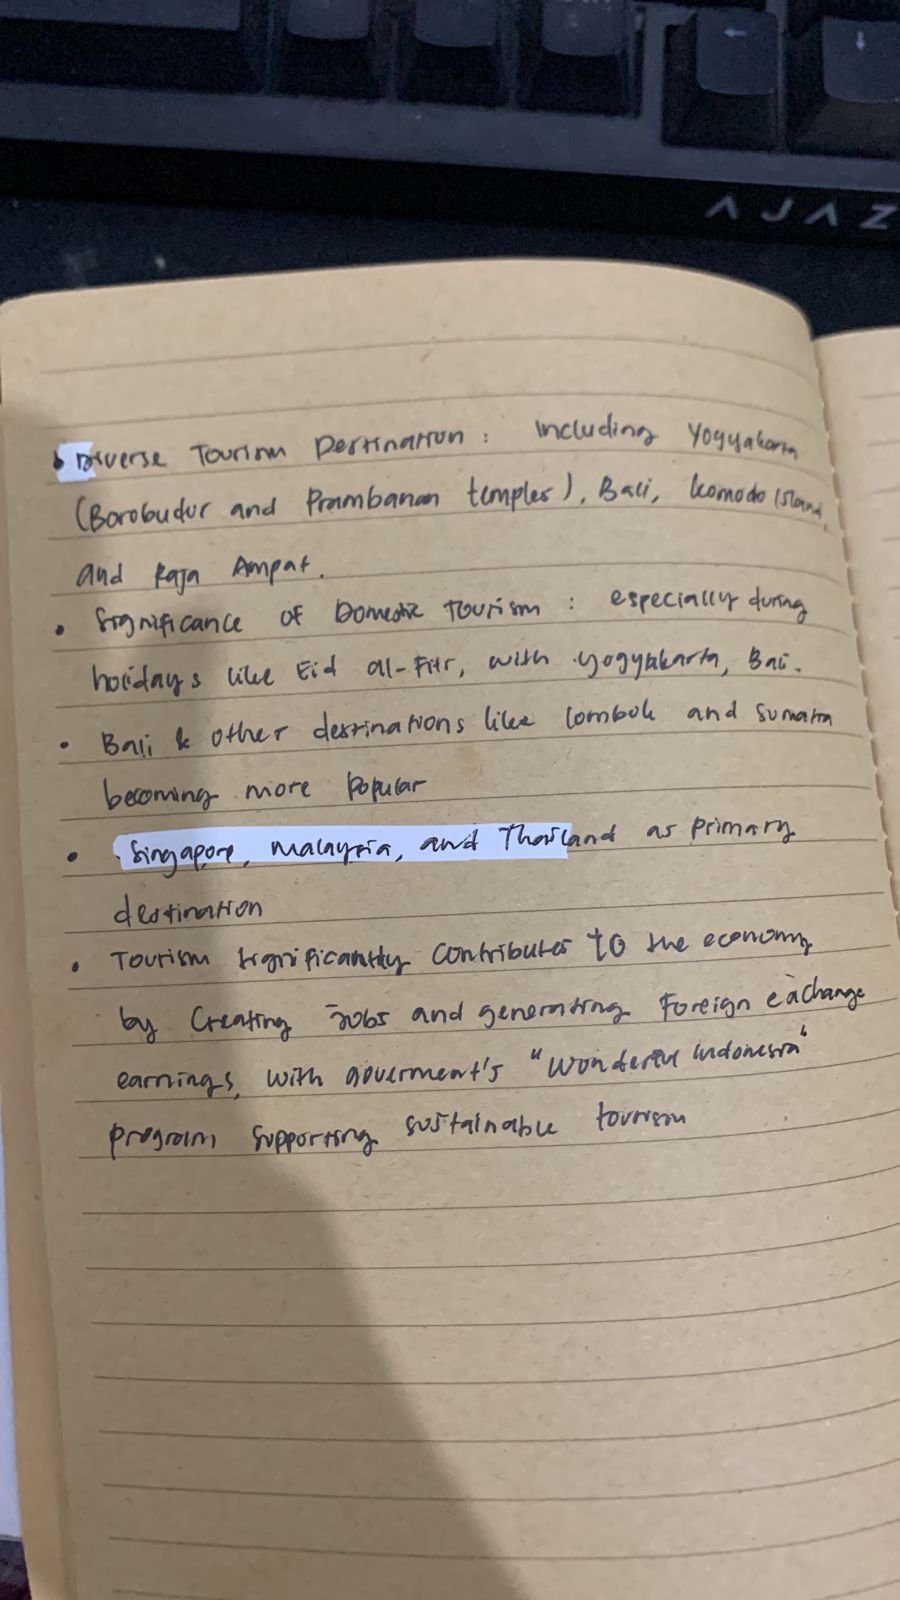 AJAZ
• Diverse Tourism Destination : Including Yogyakarta
(Borobudur and Prambanan temples), Bali, Komodo Island,
and Raja Ampat.
• Significance of Domestic Tourism : especially during
holidays like Eid al-Fitr, with yogyakarta, Bali.
• Bali & other destinations like lombok and sumatra
becoming more popular
• Singapore, malaysia, and Thailand as primary
destination
• Tourism significantly contributes to the economy
by Creating Jobs and generating Foreign exchange
earnings, with goverment's "Wonderful indonesia"
program supporting sustainable tourism